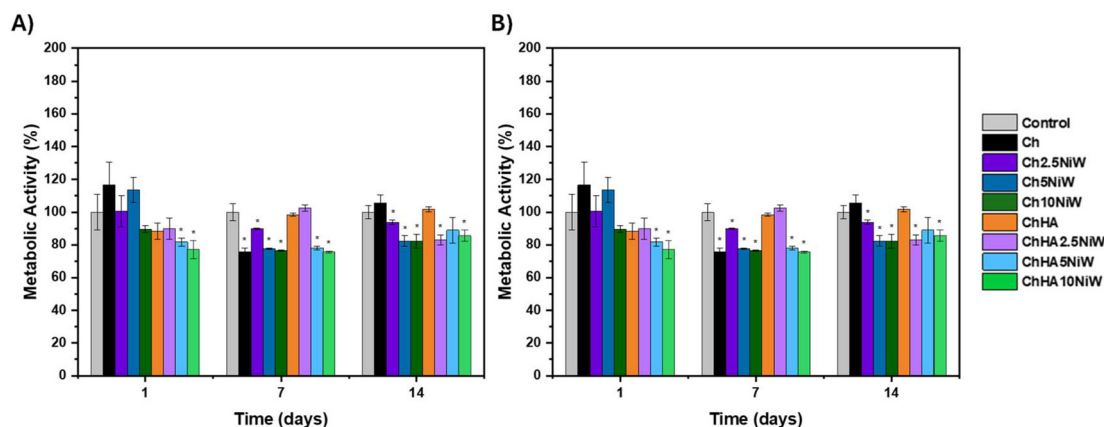 A)
Metabolic Activity (%)
200
180
160
140
120
100
80
60
40
20
0
* *
* * * * * *
* * * * *
1 7 14
Time (days)
B)
Metabolic Activity (%)
200
180
160
140
120
100
80
60
40
20
0
* *
* * * * * *
* * * * *
1 7 14
Time (days)
Control
Ch
Ch2.5NiW
Ch5NiW
Ch10NiW
ChHA
ChHA2.5NiW
ChHA5NiW
ChHA10NiW